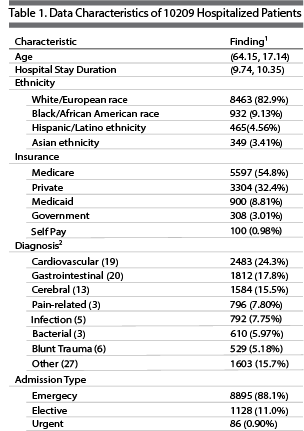 Table 1. Data Characteristics of 10209 Hospitalized Patients
Characteristic Finding1
Age (64.15, 17.14)
Hospital Stay Duration (9.74, 10.35)
Ethnicity
White/European race 8463 (82.9%)
Black/African American race 932 (9.13%)
Hispanic/Latino ethnicity 465(4.56%)
Asian ethnicity 349 (3.41%)
Insurance
Medicare 5597 (54.8%)
Private 3304 (32.4%)
Medicaid 900 (8.81%)
Government 308 (3.01%)
Self Pay 100 (0.98%)
Diagnosis2
Cardiovascular (19) 2483 (24.3%)
Gastrointestinal (20) 1812 (17.8%)
Cerebral (13) 1584 (15.5%)
Pain-related (3) 796 (7.80%)
Infection (5) 792 (7.75%)
Bacterial (3) 610 (5.97%)
Blunt Trauma (6) 529 (5.18%)
Other (27) 1603 (15.7%)
Admission Type
Emergecy 8895 (88.1%)
Elective 1128 (11.0%)
Urgent 86 (0.90%)